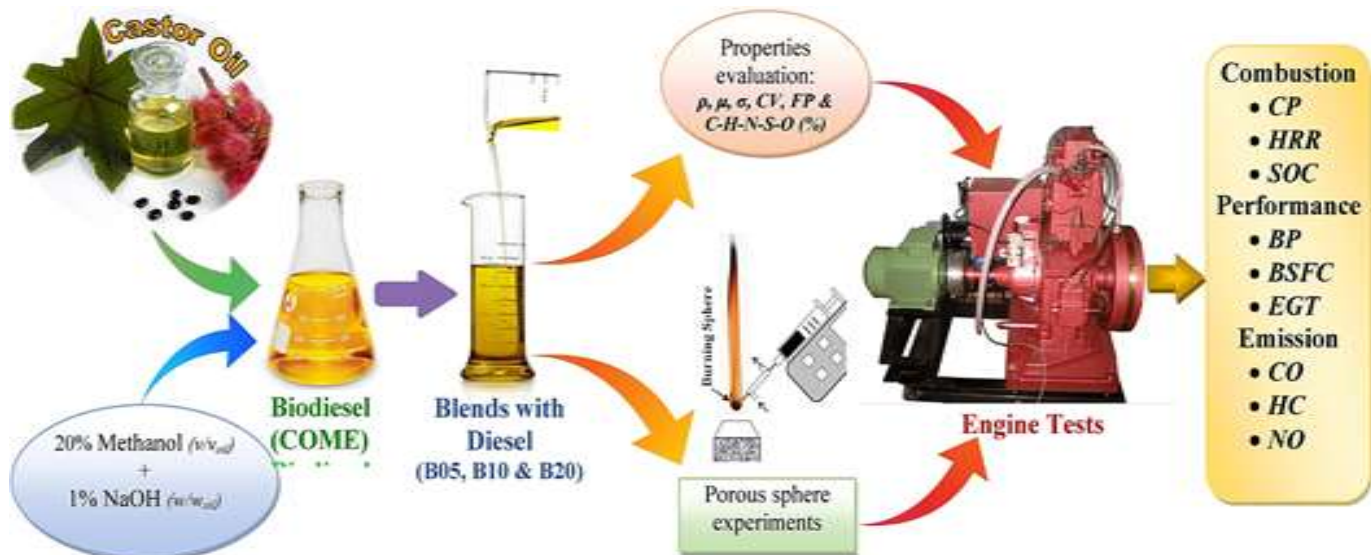 Castor Oil
20% Methanol (v/v_oil)
+
1% NaOH (w/w_oil)
Biodiesel
(COME)
Blends with
Diesel
(B05, B10 & B20)
Properties
evaluation:
ρ, μ, σ, CV, FP &
C-H-N-S-O (%)
Burning Sphere
Porous sphere
experiments
Engine Tests
Combustion
• CP
• HRR
• SOC
Performance
• BP
• BSFC
• EGT
Emission
• CO
• HC
• NO